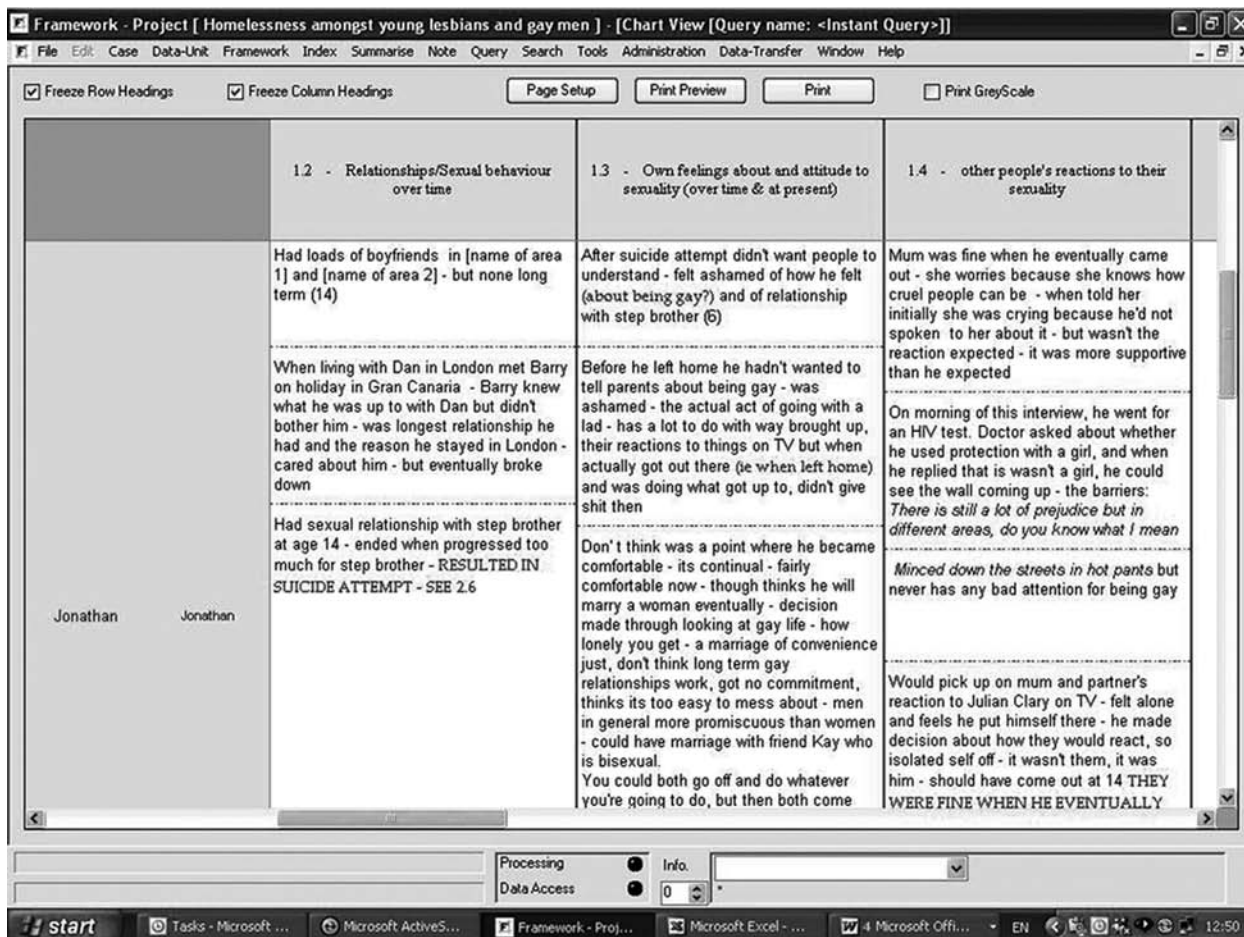 Framework - Project [ Homelessness amongst young lesbians and gay men ] - [Chart View [Query name: <Instant Query>]]
File Edit Case Data-Unit Framework Index Summarise Note Query Search Tools Administration Data-Transfer Window Help
Freeze Row Headings Freeze Column Headings Page Setup Print Preview Print Print GreyScale
1.2 - Relationships/Sexual behaviour
over time
1.3 - Own feelings about and attitude to
sexuality (over time & at present)
1.4 - other people's reactions to their
sexuality
Jonathan Jonathan
Had loads of boyfriends in [name of area
1] and [name of area 2] - but none long
term (14)
When living with Dan in London met Barry
on holiday in Gran Canaria - Barry knew
what he was up to with Dan but didn't
bother him - was longest relationship he
had and the reason he stayed in London -
cared about him - but eventually broke
down
Had sexual relationship with step brother
at age 14 - ended when progressed too
much for step brother - RESULTED IN
SUICIDE ATTEMPT - SEE 2.6
After suicide attempt didn't want people to
understand - felt ashamed of how he felt
(about being gay?) and of relationship
with step brother (6)
Before he left home he hadn't wanted to
tell parents about being gay - was
ashamed - the actual act of going with a
lad - has a lot to do with way brought up,
their reactions to things on TV but when
actually got out there (ie when left home)
and was doing what got up to, didn't give
shit then
Don't think was a point where he became
comfortable - its continual - fairly
comfortable now - though thinks he will
marry a woman eventually - decision
made through looking at gay life - how
lonely you get - a marriage of convenience
just, don't think long term gay
relationships work, got no commitment,
thinks its too easy to mess about - men
in general more promiscuous than women
- could have marriage with friend Kay who
is bisexual.
You could both go off and do whatever
you're going to do, but then both come
Mum was fine when he eventually came
out - she worries because she knows how
cruel people can be - when told her
initially she was crying because he'd not
spoken to her about it - but wasn't the
reaction expected - it was more supportive
than he expected
On morning of this interview, he went for
an HIV test. Doctor asked about whether
he used protection with a girl, and when
he replied that is wasn't a girl, he could
see the wall coming up - the barriers:
There is still a lot of prejudice but in
different areas, do you know what I mean
Minced down the streets in hot pants but
never has any bad attention for being gay
Would pick up on mum and partner's
reaction to Julian Clary on TV - felt alone
and feels he put himself there - he made
decision about how they would react, so
isolated self off - it wasn't them, it was
him - should have come out at 14 THEY
WERE FINE WHEN HE EVENTUALLY
Processing Info.
Data Access 0 *
start Tasks - Microsoft ... Microsoft ActiveS... Framework - Proj... Microsoft Excel - ... 4 Microsoft Offi... EN 12:50